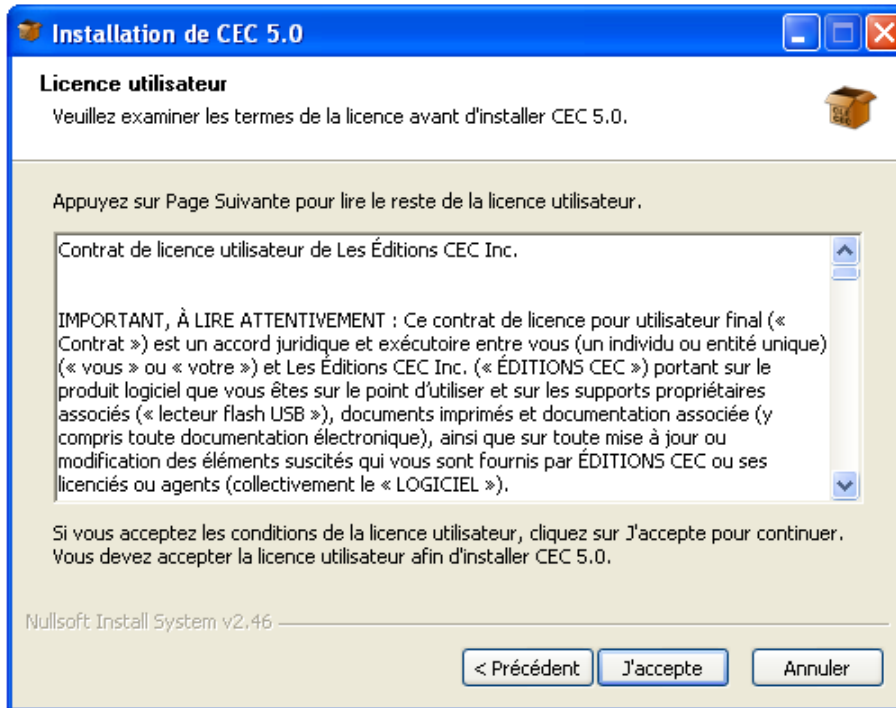 Installation de CEC 5.0
Licence utilisateur
Veuillez examiner les termes de la licence avant d'installer CEC 5.0.
CLÉ
CEC
Appuyez sur Page Suivante pour lire le reste de la licence utilisateur.
Contrat de licence utilisateur de Les Éditions CEC Inc.
IMPORTANT, À LIRE ATTENTIVEMENT : Ce contrat de licence pour utilisateur final («
Contrat ») est un accord juridique et exécutoire entre vous (un individu ou entité unique)
(« vous » ou « votre ») et Les Éditions CEC Inc. (« ÉDITIONS CEC ») portant sur le
produit logiciel que vous êtes sur le point d'utiliser et sur les supports propriétaires
associés (« lecteur flash USB »), documents imprimés et documentation associée (y
compris toute documentation électronique), ainsi que sur toute mise à jour ou
modification des éléments suscités qui vous sont fournis par ÉDITIONS CEC ou ses
licenciés ou agents (collectivement le « LOGICIEL »).
Si vous acceptez les conditions de la licence utilisateur, cliquez sur J'accepte pour continuer.
Vous devez accepter la licence utilisateur afin d'installer CEC 5.0.
Nullsoft Install System v2.46
< Précédent
J'accepte
Annuler